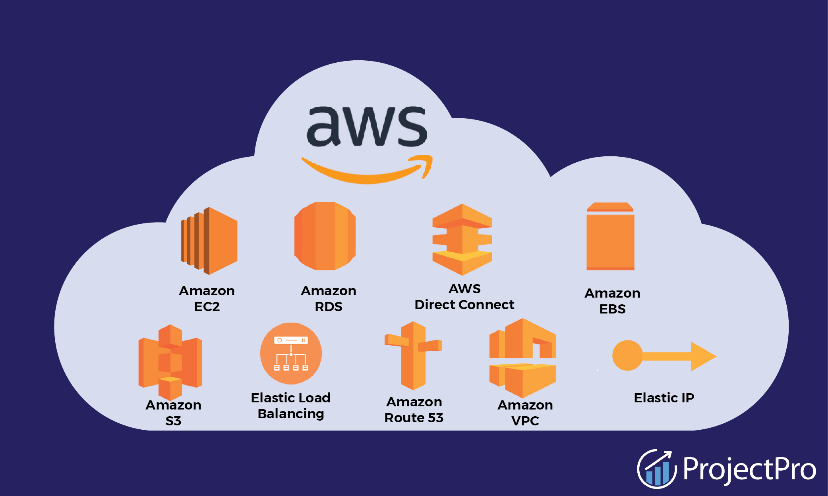 aws
Amazon
EC2
Amazon
RDS
AWS
Direct Connect
Amazon
EBS
Amazon
S3
Elastic Load
Balancing
Amazon
Route 53
Amazon
VPC
Elastic IP
ProjectPro